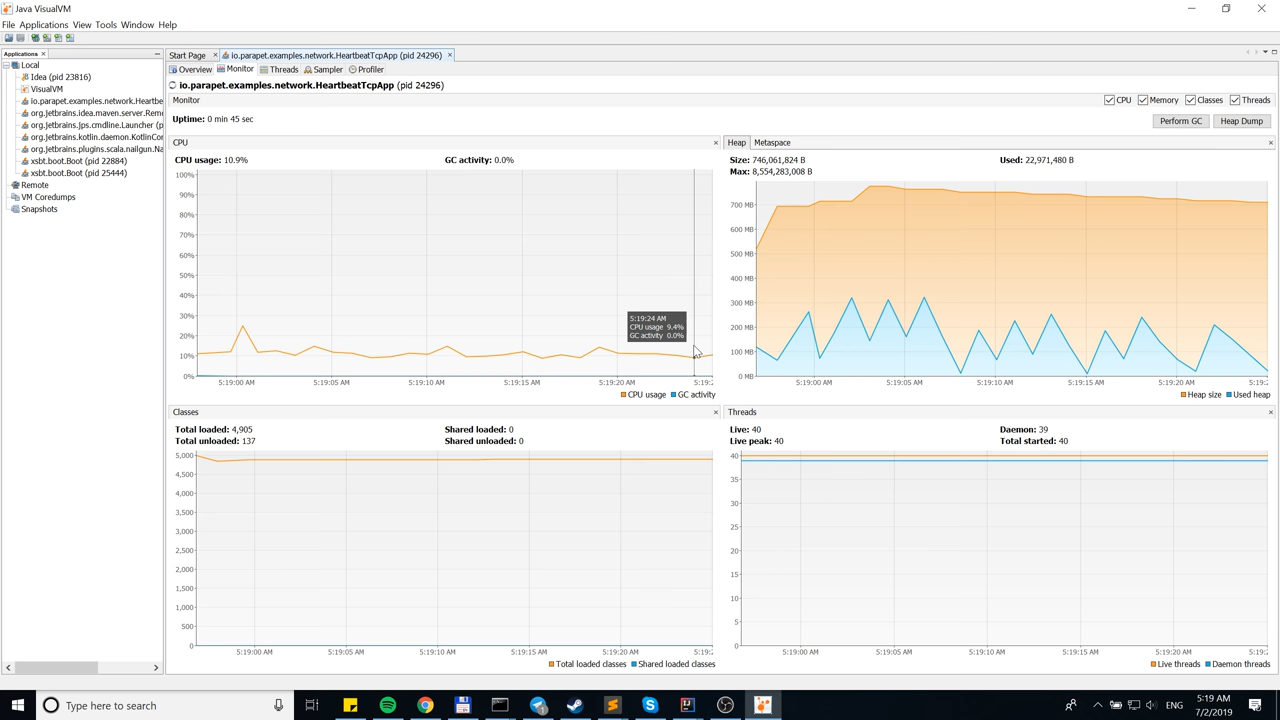 Java VisualVM
File Applications View Tools Window Help
Applications
Start Page
io.parapet.examples.network.HeartbeatTcpApp (pid 24296)
Local
Idea (pid 23816)
VisualVM
io.parapet.examples.network.Heartbe
org.jetbrains.idea.maven.server.Rem
org.jetbrains.jps.cmdline.Launcher (p
org.jetbrains.kotlin.daemon.KotlinCor
org.jetbrains.plugins.scala.nailgun.Na
xsbt.boot.Boot (pid 22884)
xsbt.boot.Boot (pid 25444)
Remote
VM Coredumps
Snapshots
Overview Monitor Threads Sampler Profiler
io.parapet.examples.network.HeartbeatTcpApp (pid 24296)
Monitor
CPU Memory Classes Threads
Uptime: 0 min 45 sec
Perform GC Heap Dump
CPU
CPU usage: 10.9% GC activity: 0.0%
100%
90%
80%
70%
60%
50%
40%
30%
20%
10%
0%
5:19:24 AM
CPU usage 9.4%
GC activity 0.0%
5:19:00 AM 5:19:05 AM 5:19:10 AM 5:19:15 AM 5:19:20 AM 5:19:2
CPU usage GC activity
Heap Metaspace
Size: 746,061,824 B Used: 22,971,480 B
Max: 8,554,283,008 B
700 MB
600 MB
500 MB
400 MB
300 MB
200 MB
100 MB
0 MB
5:19:00 AM 5:19:05 AM 5:19:10 AM 5:19:15 AM 5:19:20 AM 5:19:2
Heap size Used heap
Classes
Total loaded: 4,905 Shared loaded: 0
Total unloaded: 137 Shared unloaded: 0
5,000
4,500
4,000
3,500
3,000
2,500
2,000
1,500
1,000
500
0
5:19:00 AM 5:19:05 AM 5:19:10 AM 5:19:15 AM 5:19:20 AM 5:19:2
Total loaded classes Shared loaded classes
Threads
Live: 40 Daemon: 39
Live peak: 40 Total started: 40
40
35
30
25
20
15
10
5
0
5:19:00 AM 5:19:05 AM 5:19:10 AM 5:19:15 AM 5:19:20 AM 5:19:2
Live threads Daemon threads
Type here to search
ENG
5:19 AM
7/2/2019